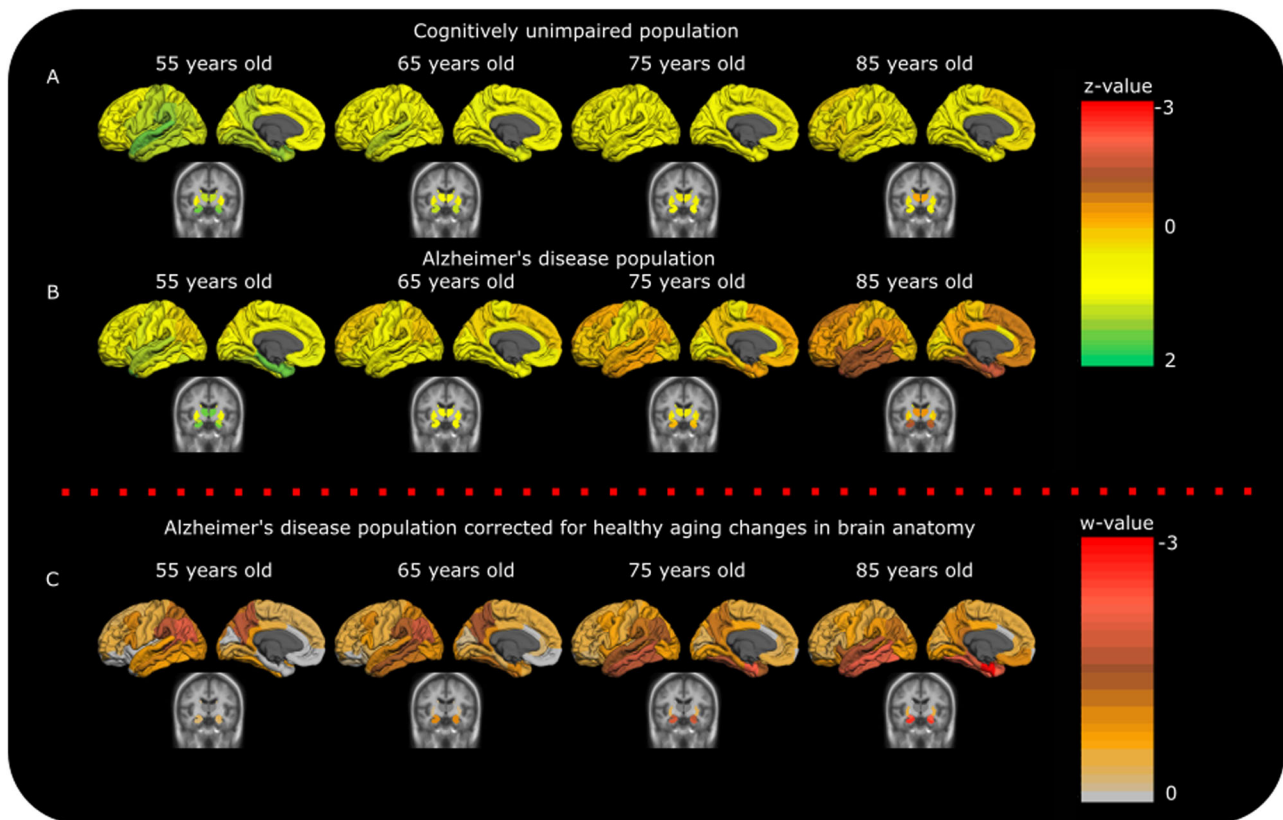 Cognitively unimpaired population
A
55 years old
65 years old
75 years old
85 years old
z-value
-3
0
2
Alzheimer's disease population
B
55 years old
65 years old
75 years old
85 years old
Alzheimer's disease population corrected for healthy aging changes in brain anatomy
C
55 years old
65 years old
75 years old
85 years old
w-value
-3
0